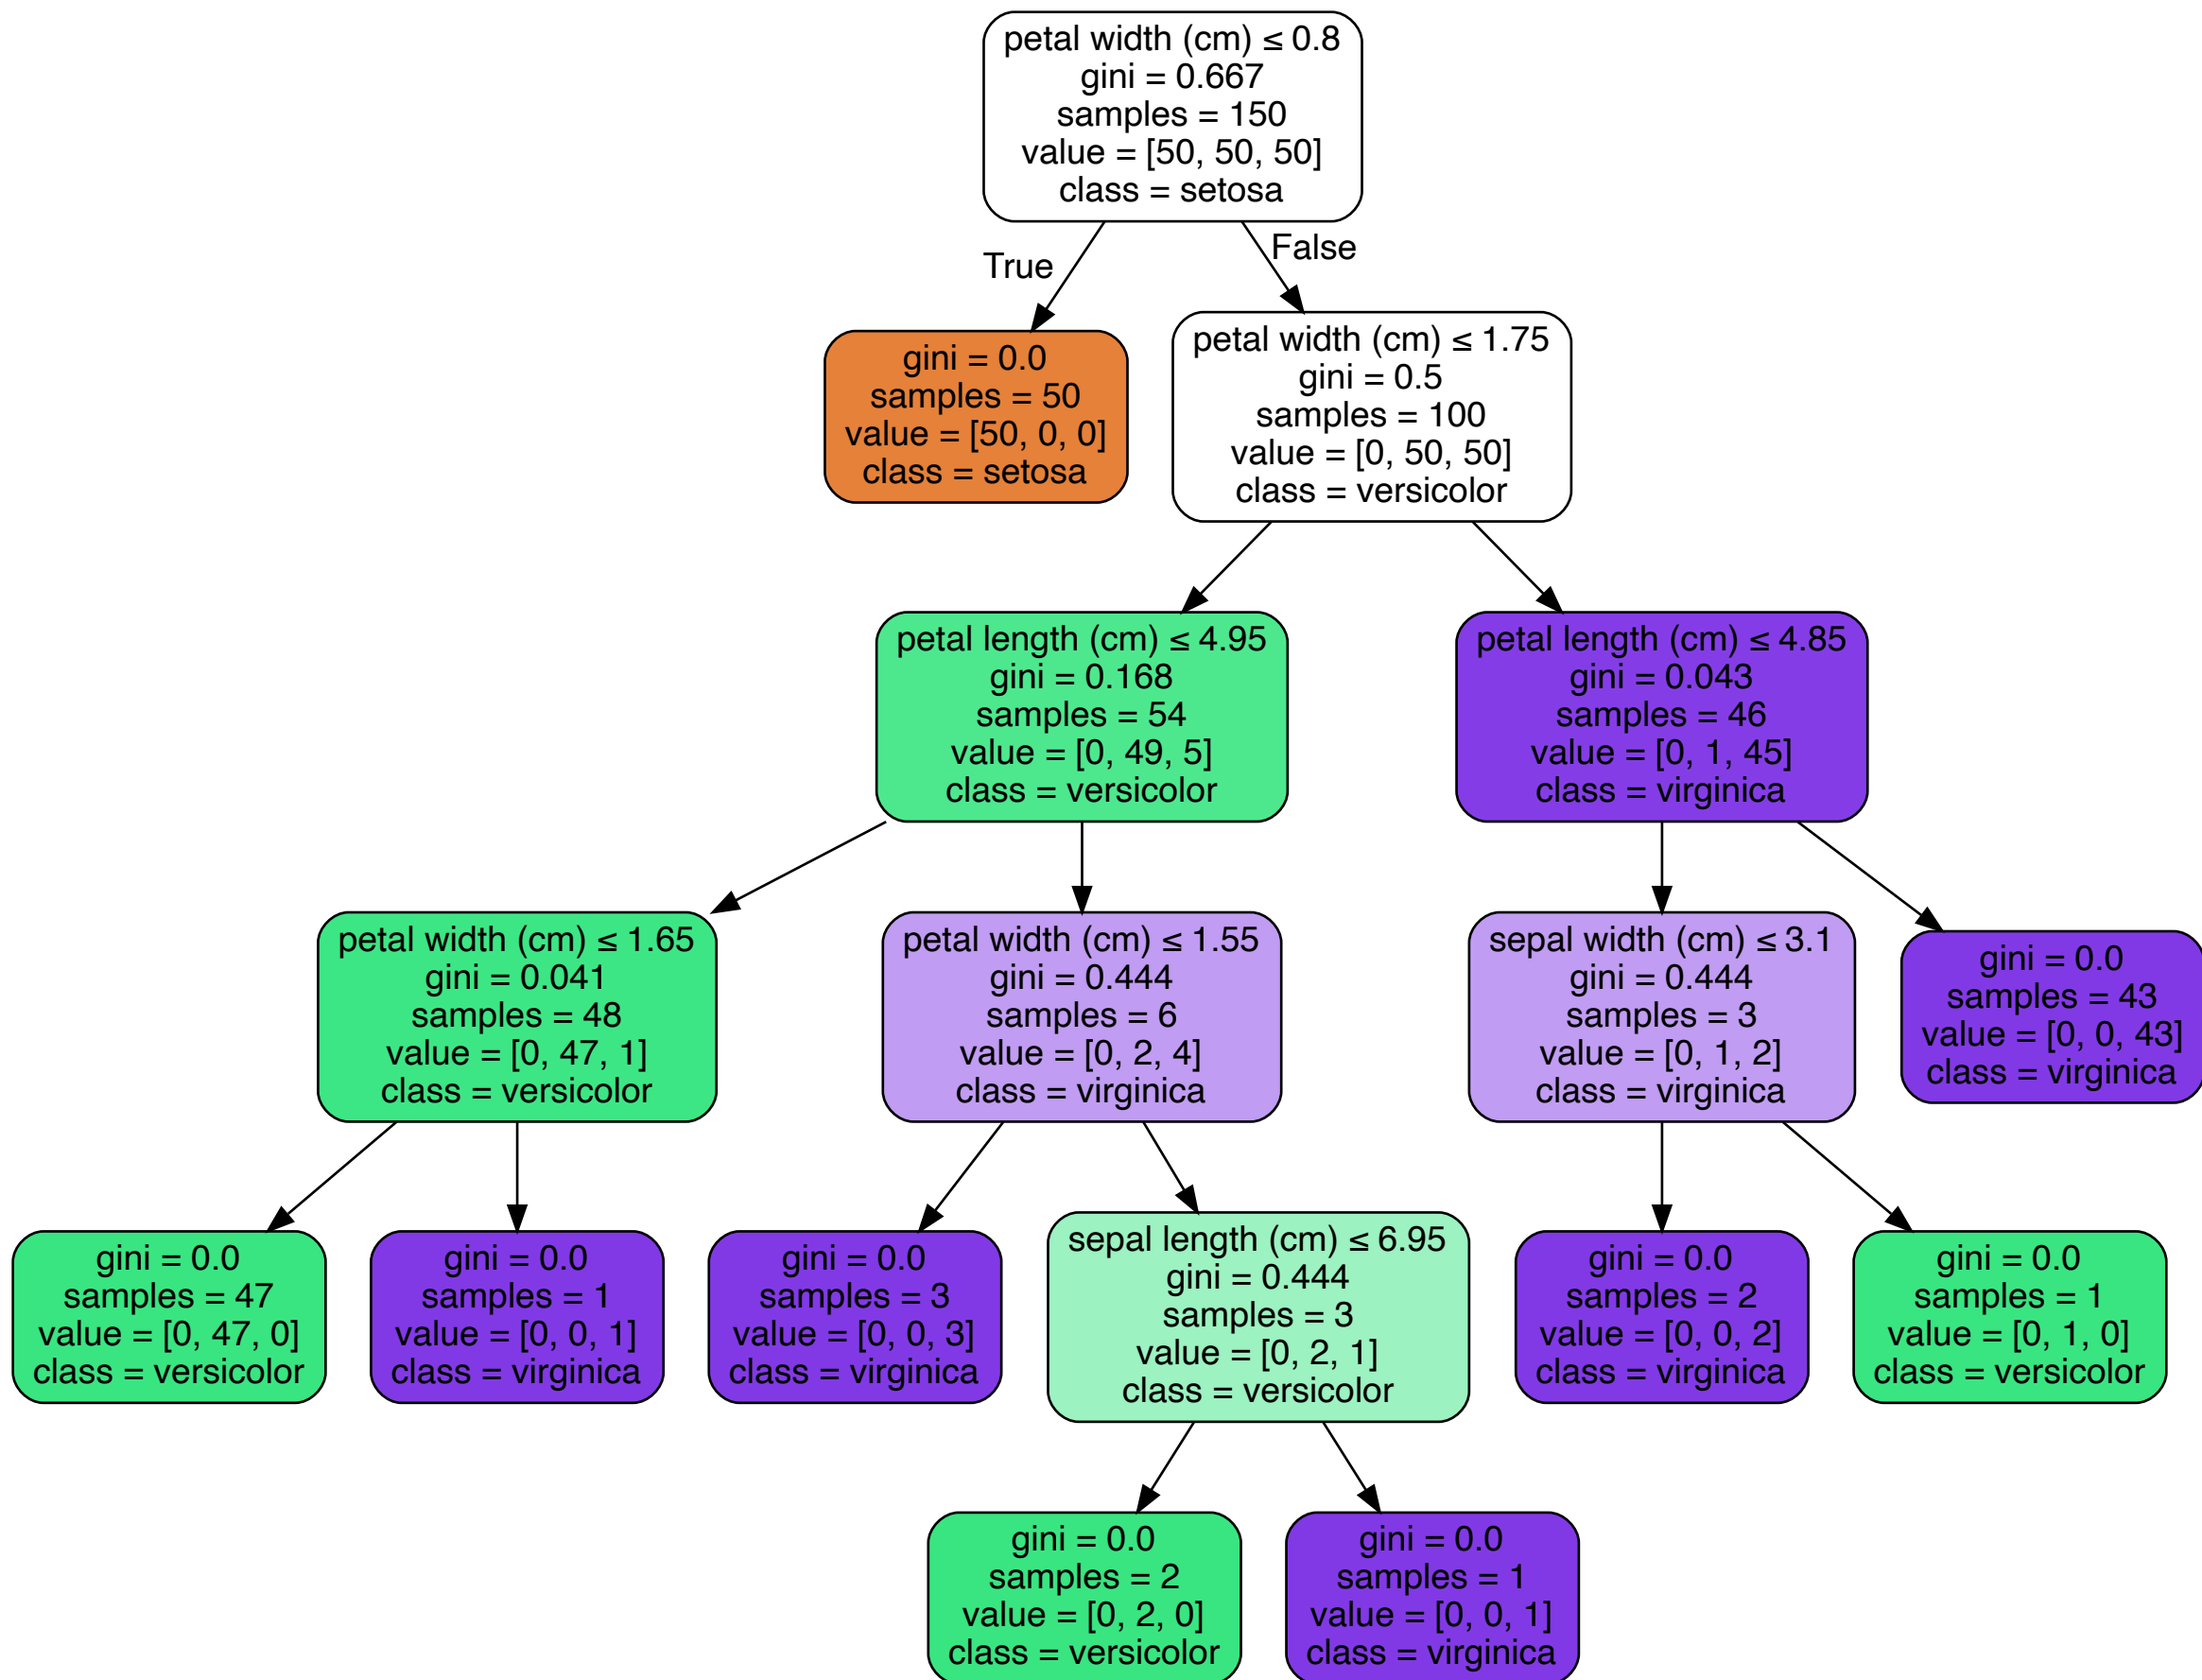 petal width (cm) ≤ 0.8
gini = 0.667
samples = 150
value = [50, 50, 50]
class = setosa
True
False
gini = 0.0
samples = 50
value = [50, 0, 0]
class = setosa
petal width (cm) ≤ 1.75
gini = 0.5
samples = 100
value = [0, 50, 50]
class = versicolor
petal length (cm) ≤ 4.95
gini = 0.168
samples = 54
value = [0, 49, 5]
class = versicolor
petal length (cm) ≤ 4.85
gini = 0.043
samples = 46
value = [0, 1, 45]
class = virginica
petal width (cm) ≤ 1.65
gini = 0.041
samples = 48
value = [0, 47, 1]
class = versicolor
petal width (cm) ≤ 1.55
gini = 0.444
samples = 6
value = [0, 2, 4]
class = virginica
sepal width (cm) ≤ 3.1
gini = 0.444
samples = 3
value = [0, 1, 2]
class = virginica
gini = 0.0
samples = 43
value = [0, 0, 43]
class = virginica
gini = 0.0
samples = 47
value = [0, 47, 0]
class = versicolor
gini = 0.0
samples = 1
value = [0, 0, 1]
class = virginica
gini = 0.0
samples = 3
value = [0, 0, 3]
class = virginica
sepal length (cm) ≤ 6.95
gini = 0.444
samples = 3
value = [0, 2, 1]
class = versicolor
gini = 0.0
samples = 2
value = [0, 0, 2]
class = virginica
gini = 0.0
samples = 1
value = [0, 1, 0]
class = versicolor
gini = 0.0
samples = 2
value = [0, 2, 0]
class = versicolor
gini = 0.0
samples = 1
value = [0, 0, 1]
class = virginica